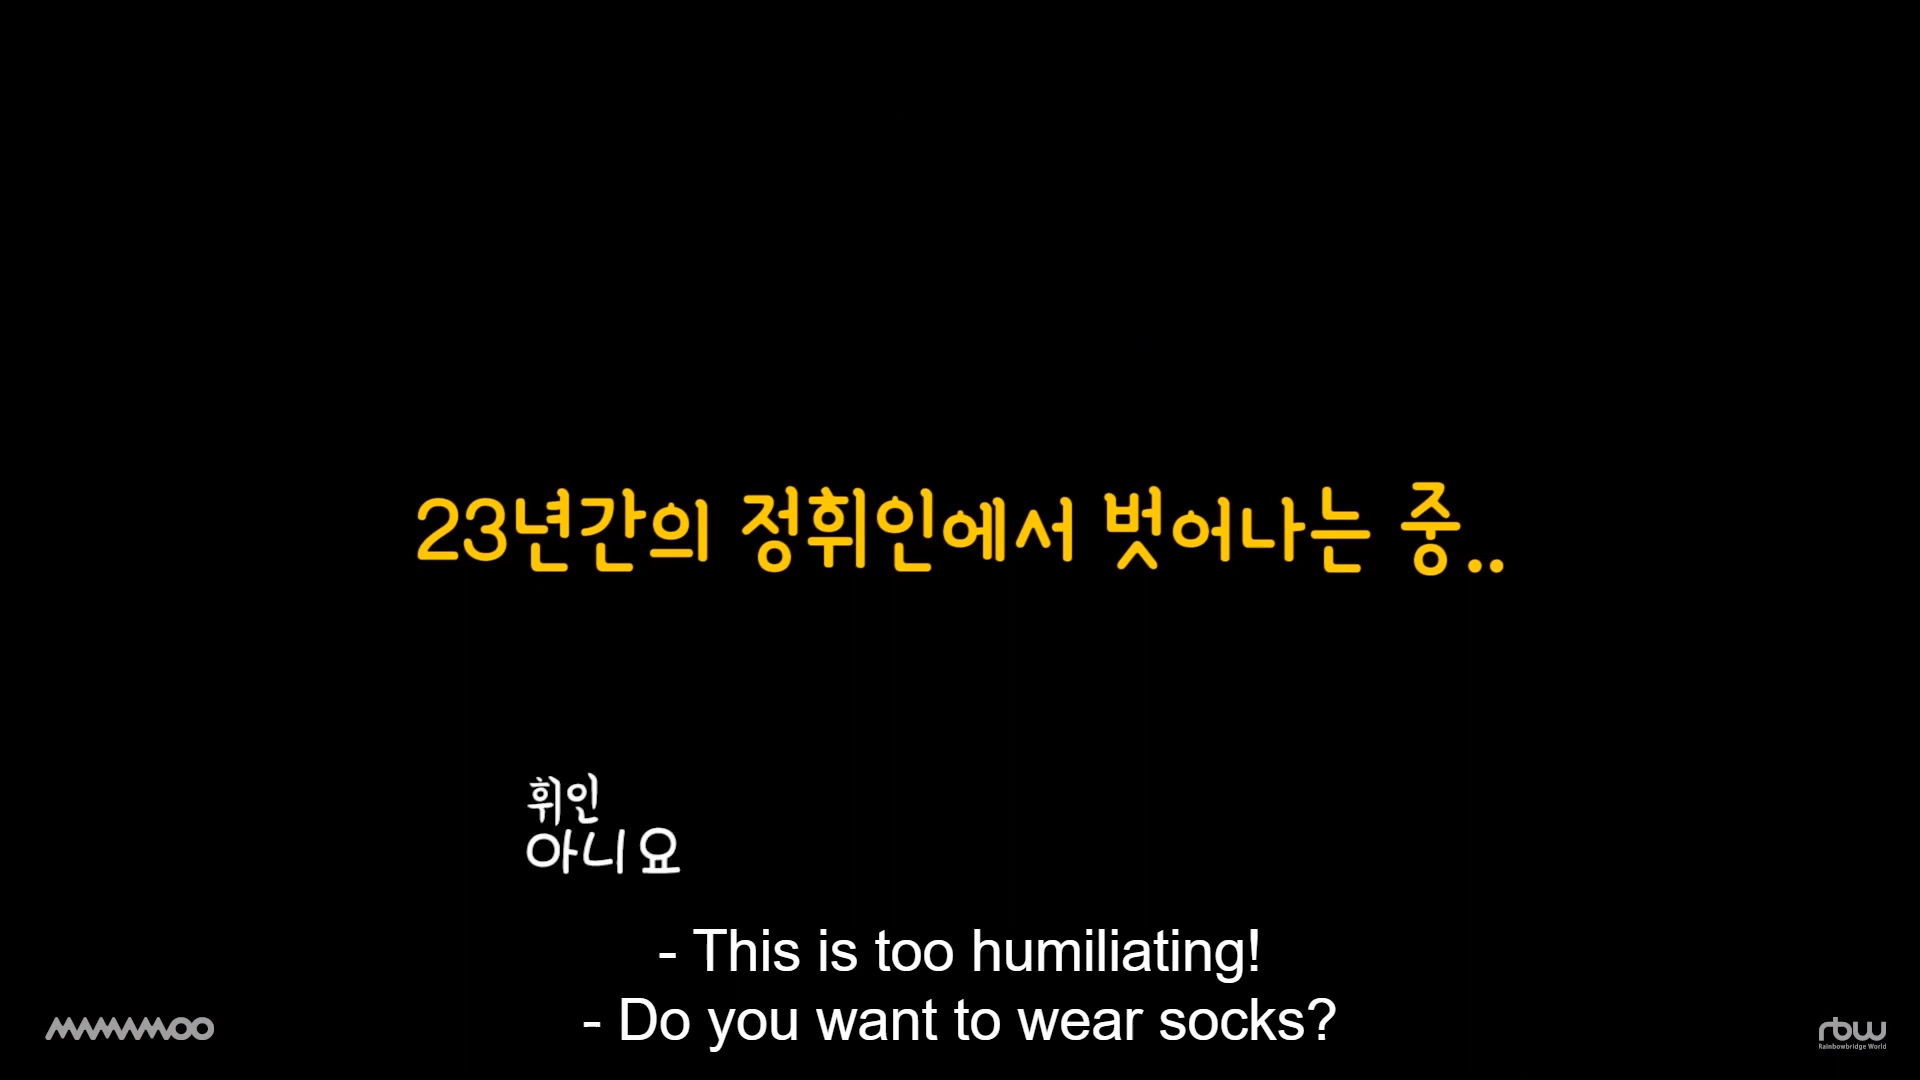 23년간의 정휘인에서 벗어나는 중..
휘인
아니요
- This is too humiliating!
- Do you want to wear socks?
MAMAMOO
rbw
Rainbowbridge World